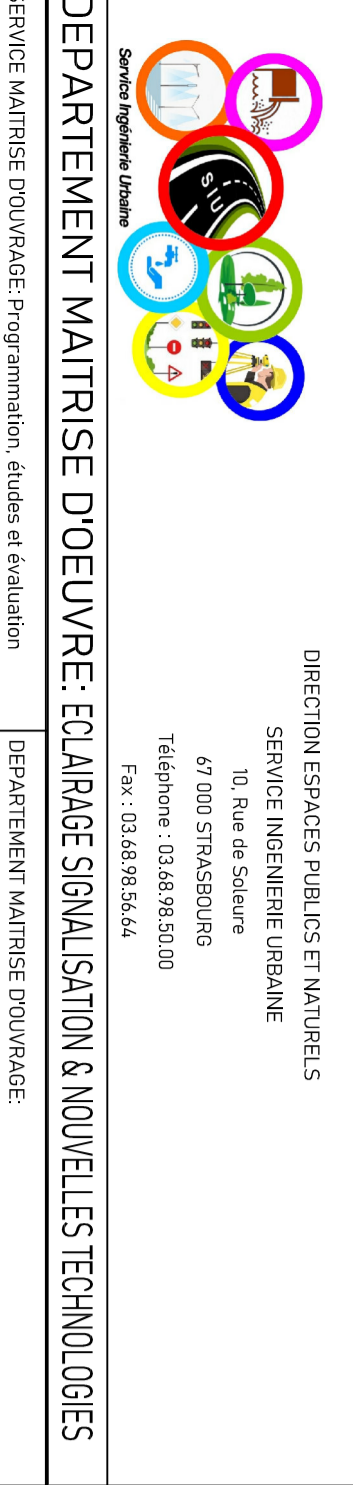 DIRECTION ESPACES PUBLICS ET NATURELS
SERVICE INGENIERIE URBAINE
10, Rue de Soleure
67 000 STRASBOURG
Téléphone : 03.68.98.50.00
Fax : 03.68.98.56.64
SIU
Service Ingénierie Urbaine
DEPARTEMENT MAITRISE D'OEUVRE: ECLAIRAGE SIGNALISATION & NOUVELLES TECHNOLOGIES
SERVICE MAITRISE D'OUVRAGE: Programmation, études et évaluation
DEPARTEMENT MAITRISE D'OUVRAGE: